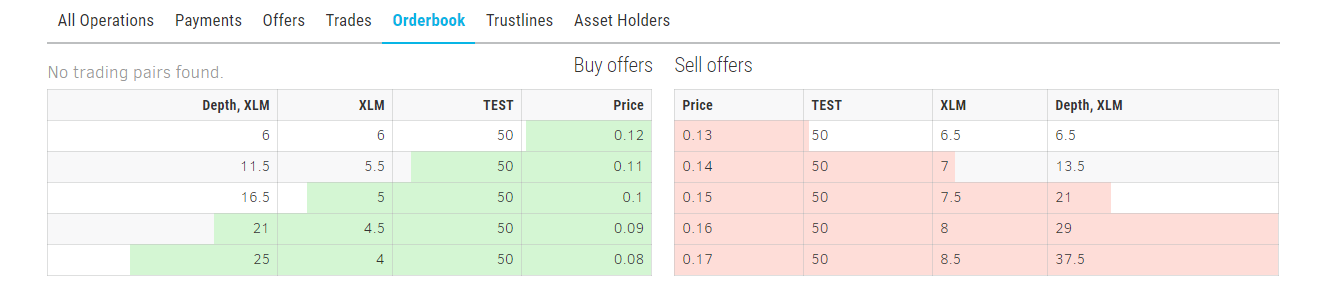 All Operations Payments Offers Trades Orderbook Trustlines Asset Holders
No trading pairs found. Buy offers Sell offers
Depth, XLM XLM TEST Price Price TEST XLM Depth, XLM
6 6 50 0.12 0.13 50 6.5 6.5
11.5 5.5 50 0.11 0.14 50 7 13.5
16.5 5 50 0.1 0.15 50 7.5 21
21 4.5 50 0.09 0.16 50 8 29
25 4 50 0.08 0.17 50 8.5 37.5